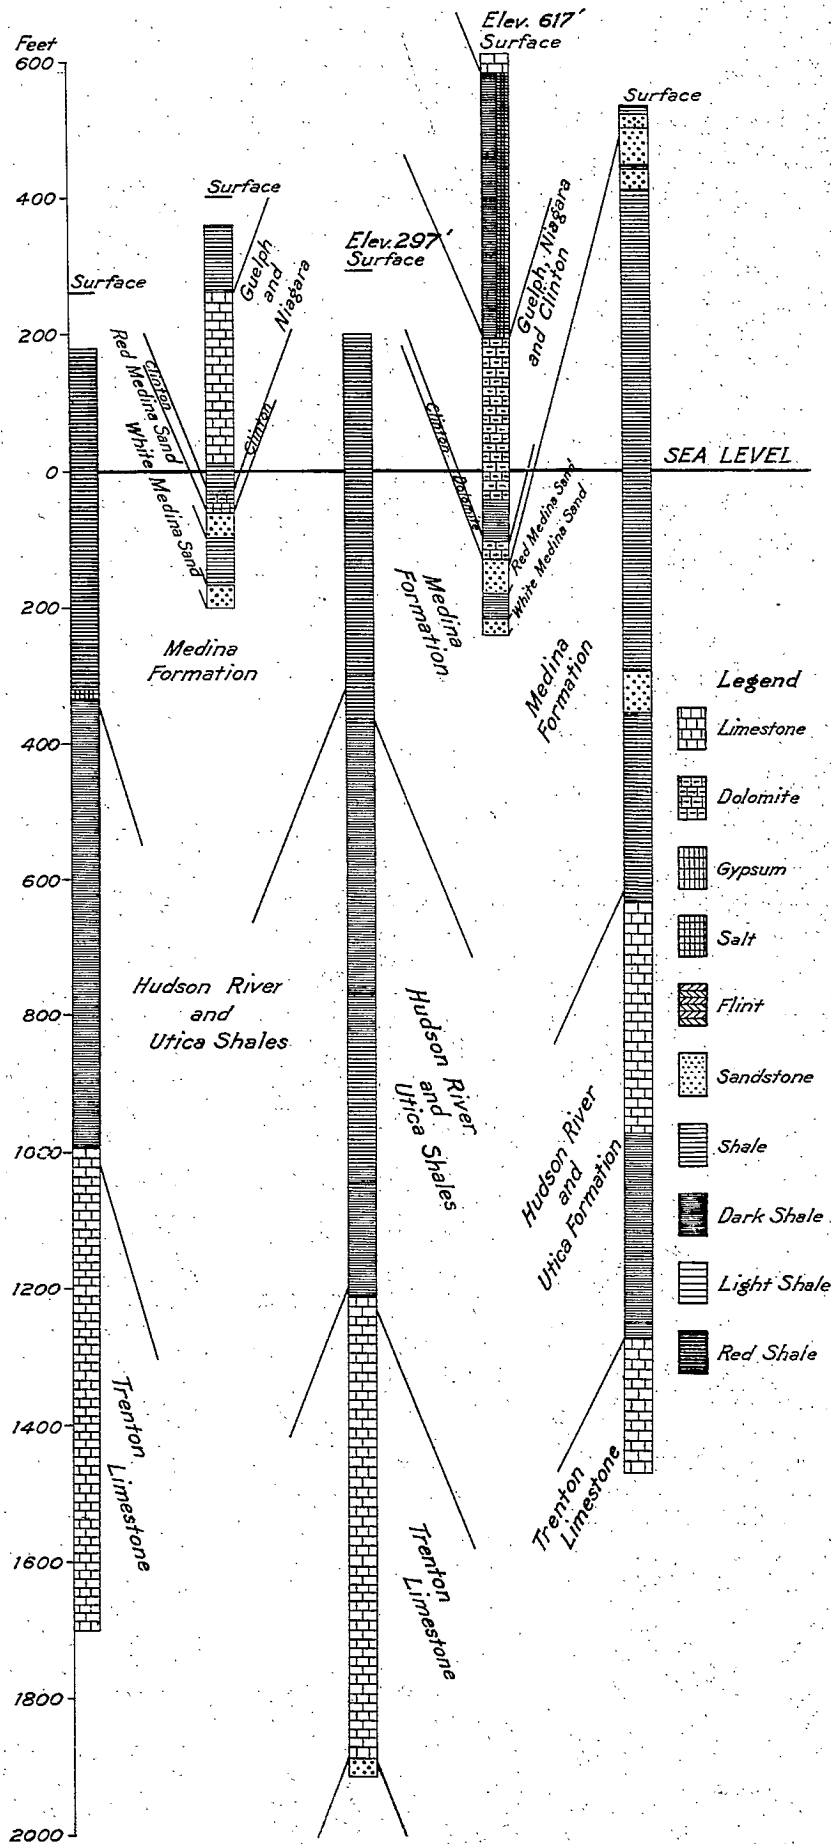 Feet
600
400
200
0
200
400
600
800
1000
1200
1400
1600
1800
2000
Surface
Surface
Elev. 297'
Surface
Elev. 617'
Surface
Surface
Guelph
and
Niagara
Clinton
Red Medina Sand
White Medina Sand
Clinton
Medina
Formation
Guelph, Niagara
and Clinton
Clinton Dolomite
Red Medina Sand
White Medina Sand
SEA LEVEL
Medina
Formation
Medina
Formation
Hudson River
and
Utica Shales
Hudson River
and
Utica Shales
Hudson River
and
Utica Formation
Trenton
Limestone
Trenton
Limestone
Trenton
Limestone
Legend
Limestone
Dolomite
Gypsum
Salt
Flint
Sandstone
Shale
Dark Shale
Light Shale
Red Shale